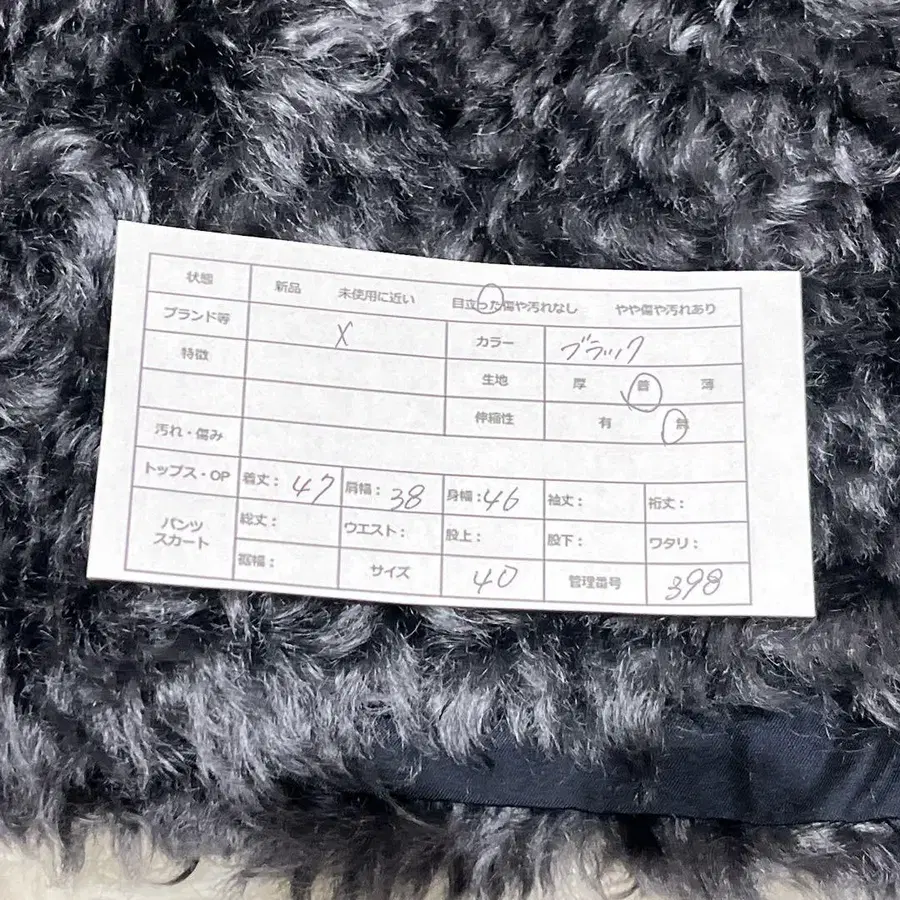 状態 新品 未使用に近い 目立った傷や汚れなし やや傷や汚れあり
ブランド等 X カラー ブラック
特徴 生地 厚 普 薄
伸縮性 有 無
汚れ・傷み
トップス・OP 着丈: 47 肩幅: 38 身幅: 46 袖丈: 裄丈:
パンツ スカート 総丈: ウエスト: 股上: 股下: ワタリ:
裾幅: サイズ 40 管理番号 398